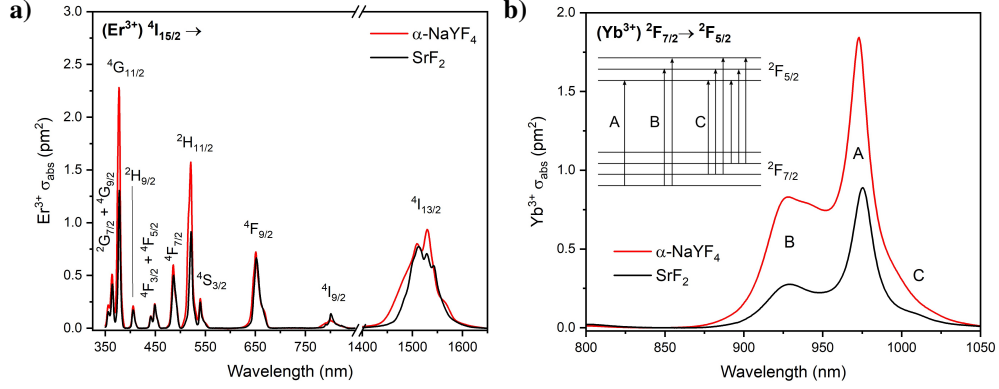 a)
(Er³⁺) ⁴I₁₅/₂ →
α-NaYF₄
SrF₂
⁴G₁₁/₂
²H₁₁/₂
²H₉/₂
²G₇/₂ + ⁴G₉/₂
⁴F₃/₂ + ⁴F₅/₂
⁴F₇/₂
⁴S₃/₂
⁴F₉/₂
⁴I₉/₂
⁴I₁₃/₂
Er³⁺ σabs (pm²)
3.0
2.5
2.0
1.5
1.0
0.5
0.0
350 450 550 650 750 850 1400 1500 1600
Wavelength (nm)
Wavelength (nm)
b)
(Yb³⁺) ²F₇/₂→ ²F₅/₂
²F₅/₂
A B C
²F₇/₂
A
B
C
α-NaYF₄
SrF₂
Yb³⁺ σabs (pm²)
2.0
1.5
1.0
0.5
0.0
800 850 900 950 1000 1050
Wavelength (nm)